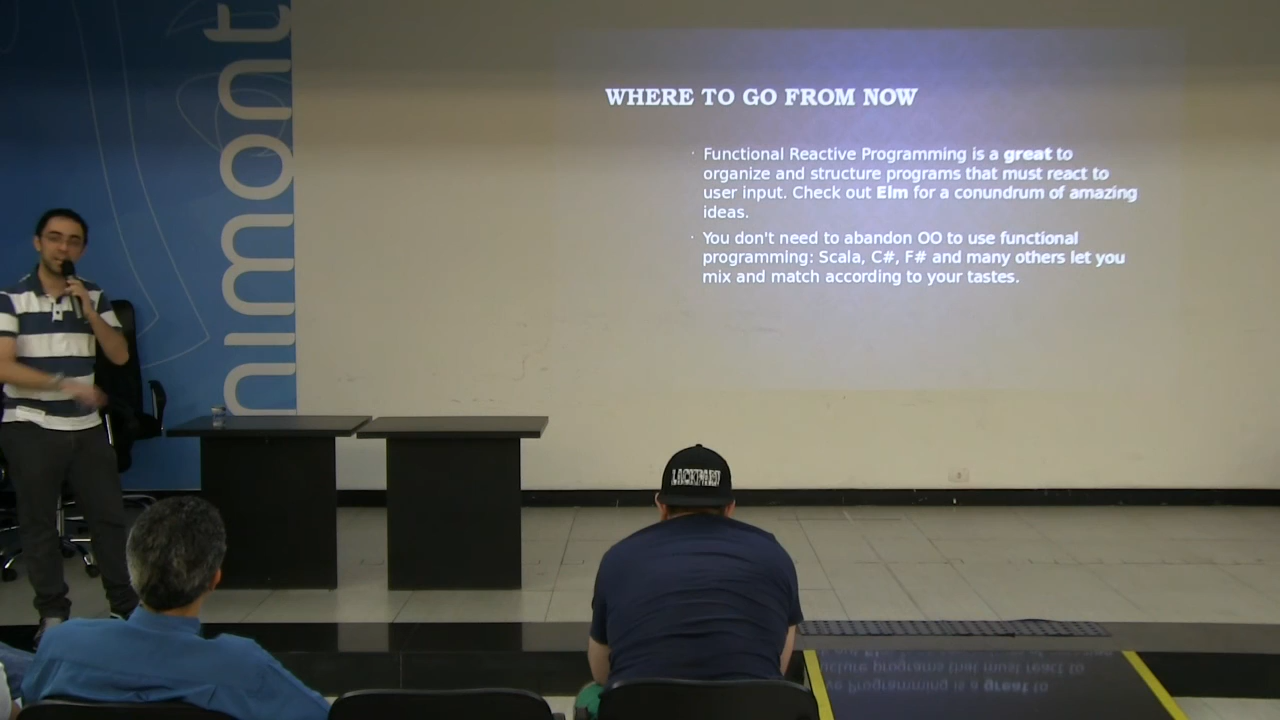 nimont
WHERE TO GO FROM NOW
· Functional Reactive Programming is a great to
organize and structure programs that must react to
user input. Check out Elm for a conundrum of amazing
ideas.
· You don't need to abandon OO to use functional
programming: Scala, C#, F# and many others let you
mix and match according to your tastes.